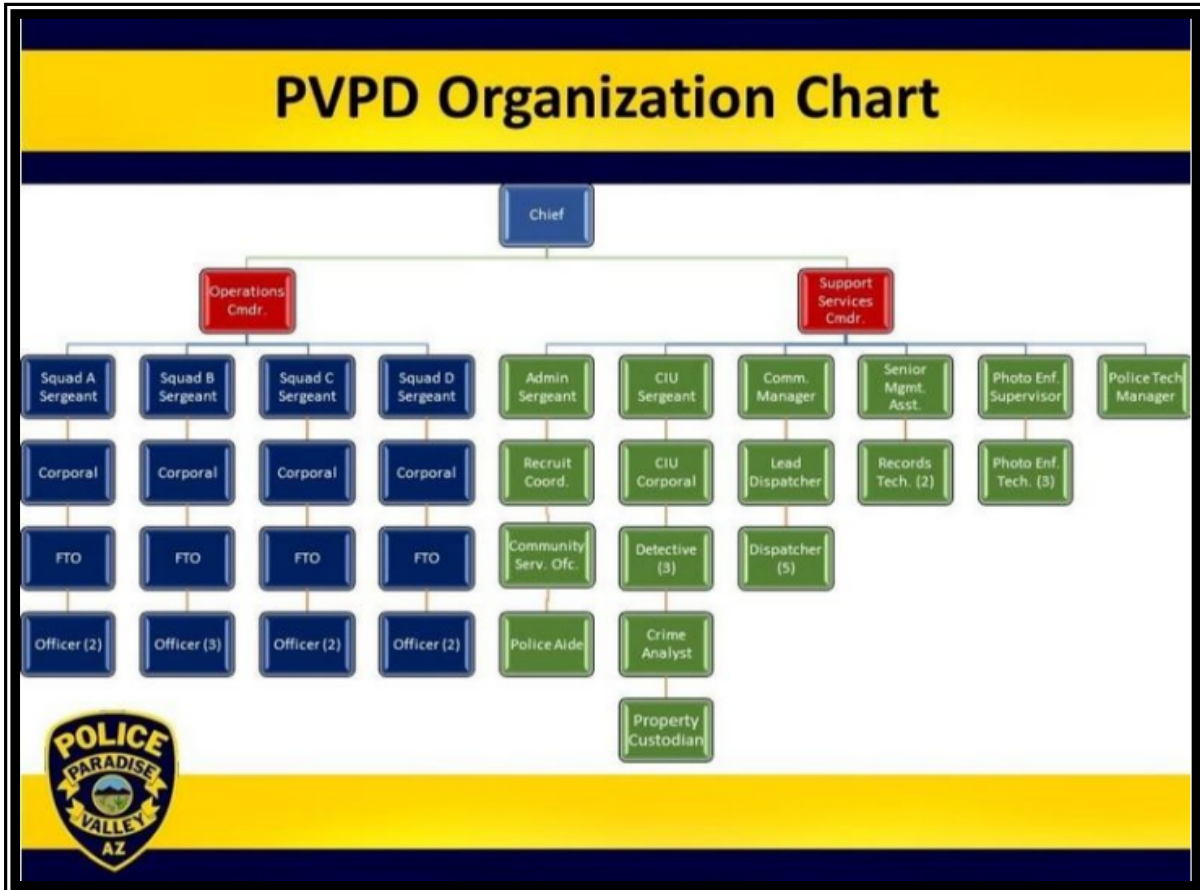 PVPD Organization Chart
Chief
Operations
Cmdr.
Support
Services
Cmdr.
Squad A
Sergeant
Squad B
Sergeant
Squad C
Sergeant
Squad D
Sergeant
Admin
Sergeant
CIU
Sergeant
Comm.
Manager
Senior
Mgmt.
Asst.
Photo Enf.
Supervisor
Police Tech
Manager
Corporal
Corporal
Corporal
Corporal
Recruit
Coord.
CIU
Corporal
Lead
Dispatcher
Records
Tech. (2)
Photo Enf.
Tech. (3)
FTO
FTO
FTO
FTO
Community
Serv. Ofc.
Detective
(3)
Dispatcher
(5)
Officer (2)
Officer (3)
Officer (2)
Officer (2)
Police Aide
Crime
Analyst
Property
Custodian
POLICE
PARADISE
VALLEY
AZ